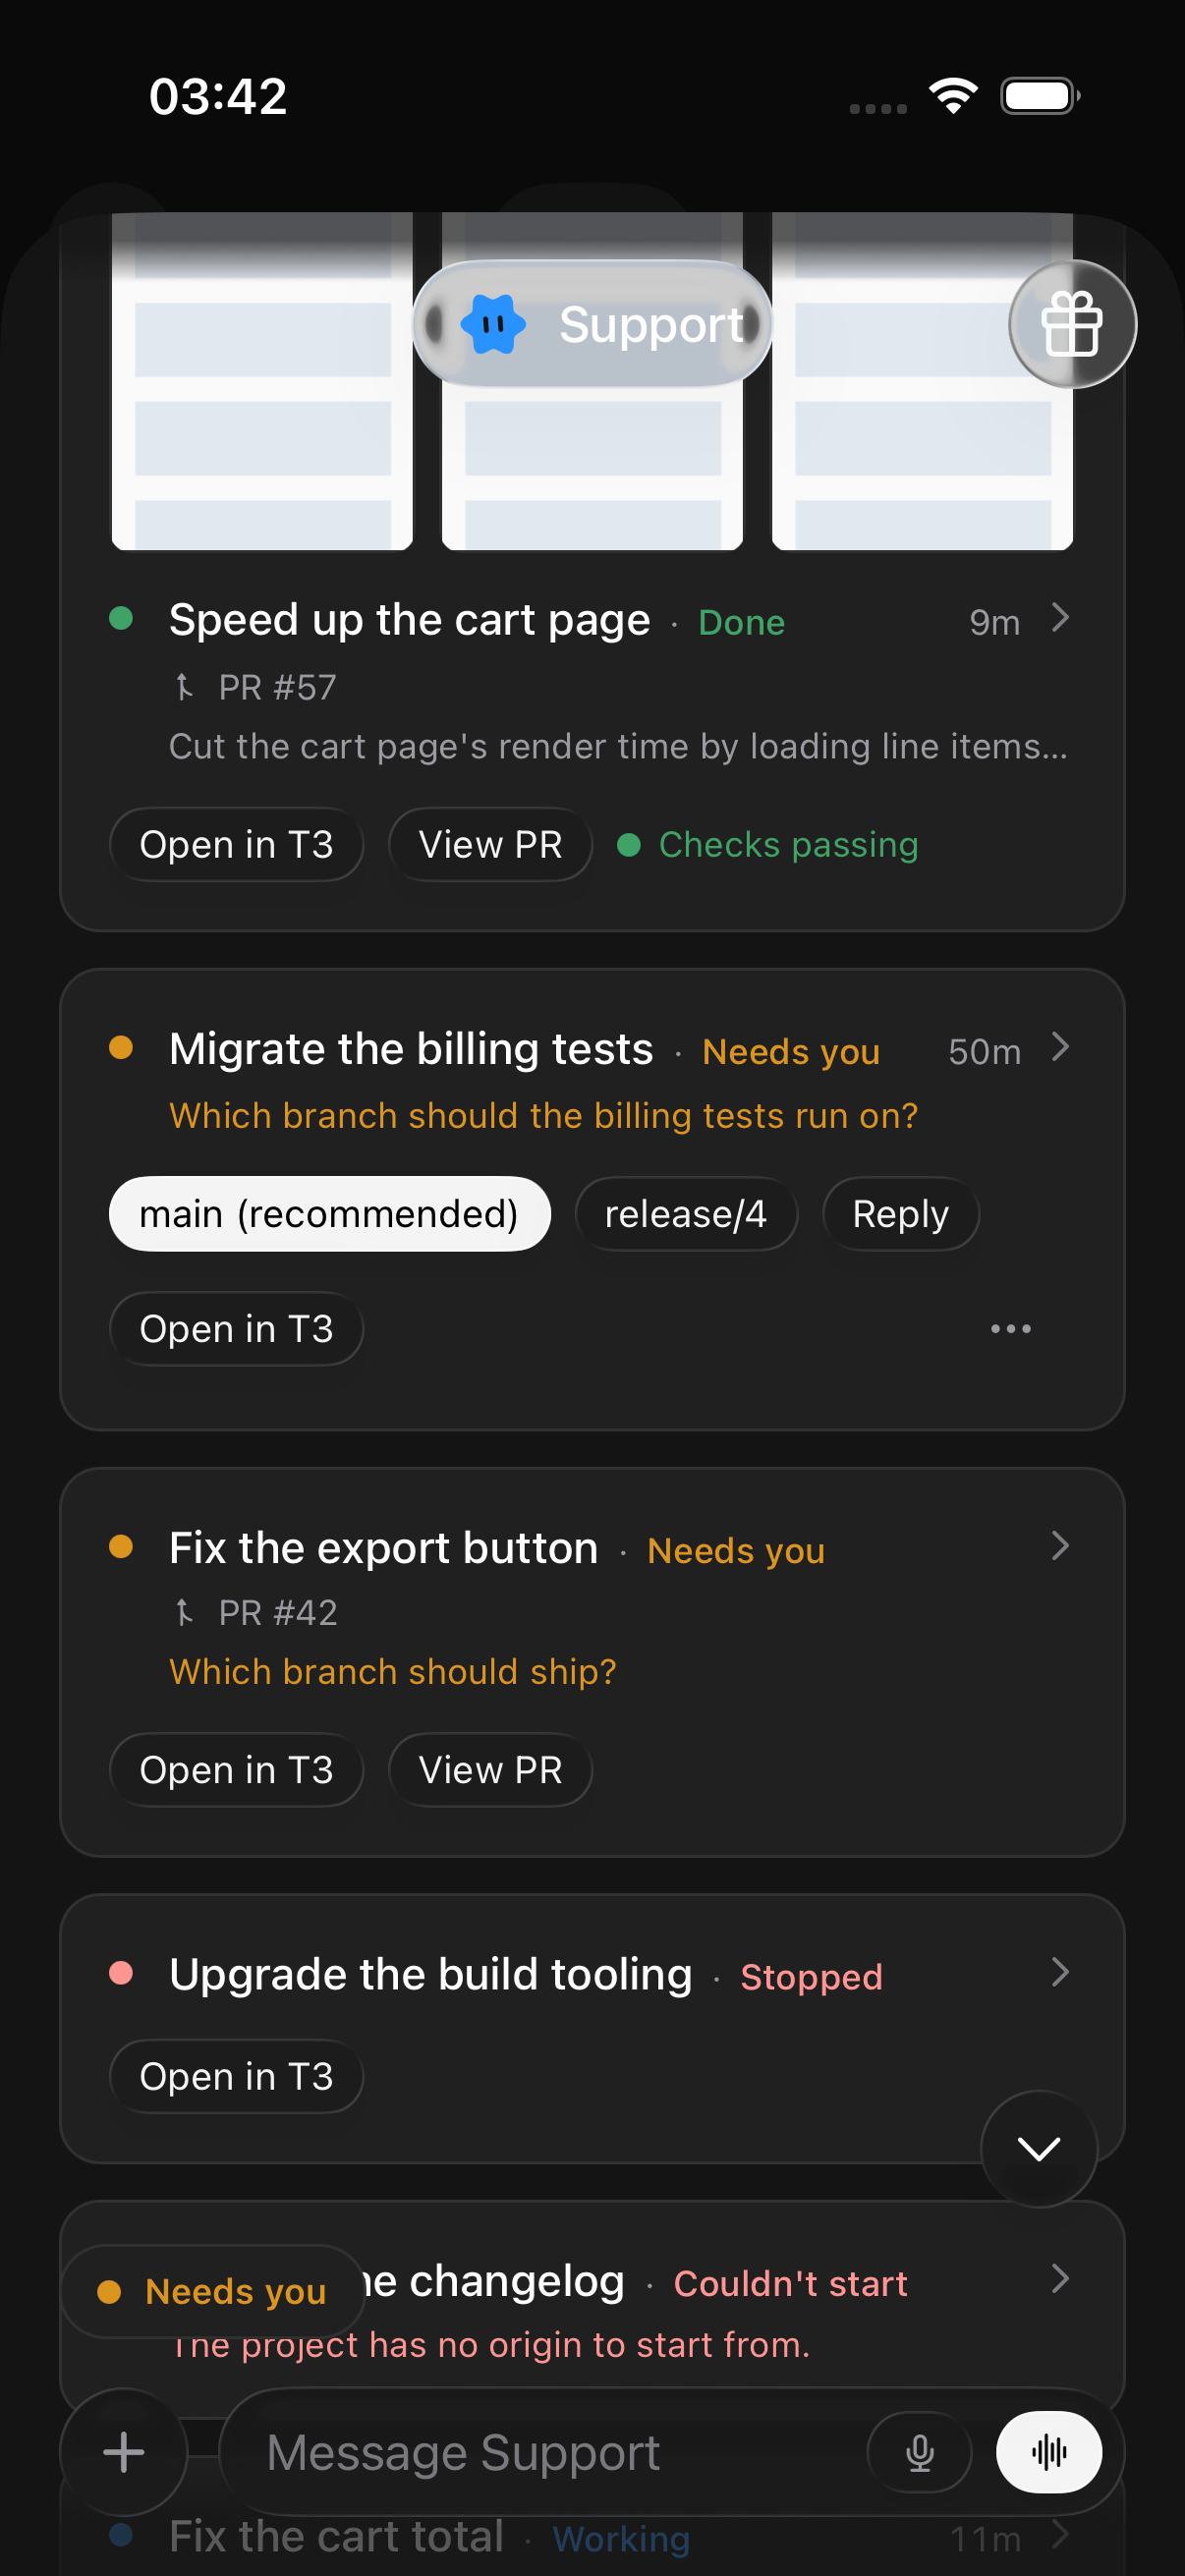 03:42
Support
Speed up the cart page · Done 9m
PR #57
Cut the cart page's render time by loading line items...
Open in T3 View PR Checks passing
Migrate the billing tests · Needs you 50m
Which branch should the billing tests run on?
main (recommended) release/4 Reply
Open in T3
Fix the export button · Needs you
PR #42
Which branch should ship?
Open in T3 View PR
Upgrade the build tooling · Stopped
Open in T3
Needs you changelog · Couldn't start
The project has no origin to start from.
Message Support
Fix the cart total · Working 11m